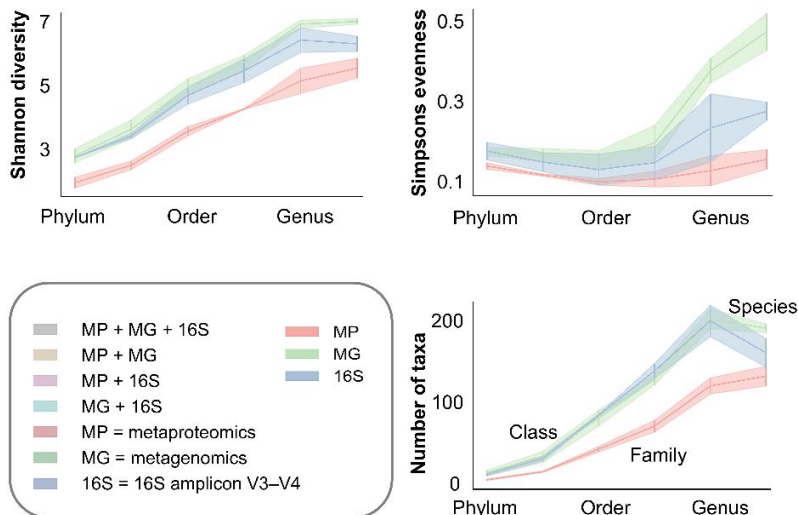 Shannon diversity
7
5
3
Phylum Order Genus
Simpsons evenness
0.5
0.3
0.1
Phylum Order Genus
MP + MG + 16S
MP + MG
MP + 16S
MG + 16S
MP = metaproteomics
MG = metagenomics
16S = 16S amplicon V3–V4
MP
MG
16S
Number of taxa
200
100
0
Species
Class
Family
Phylum Order Genus